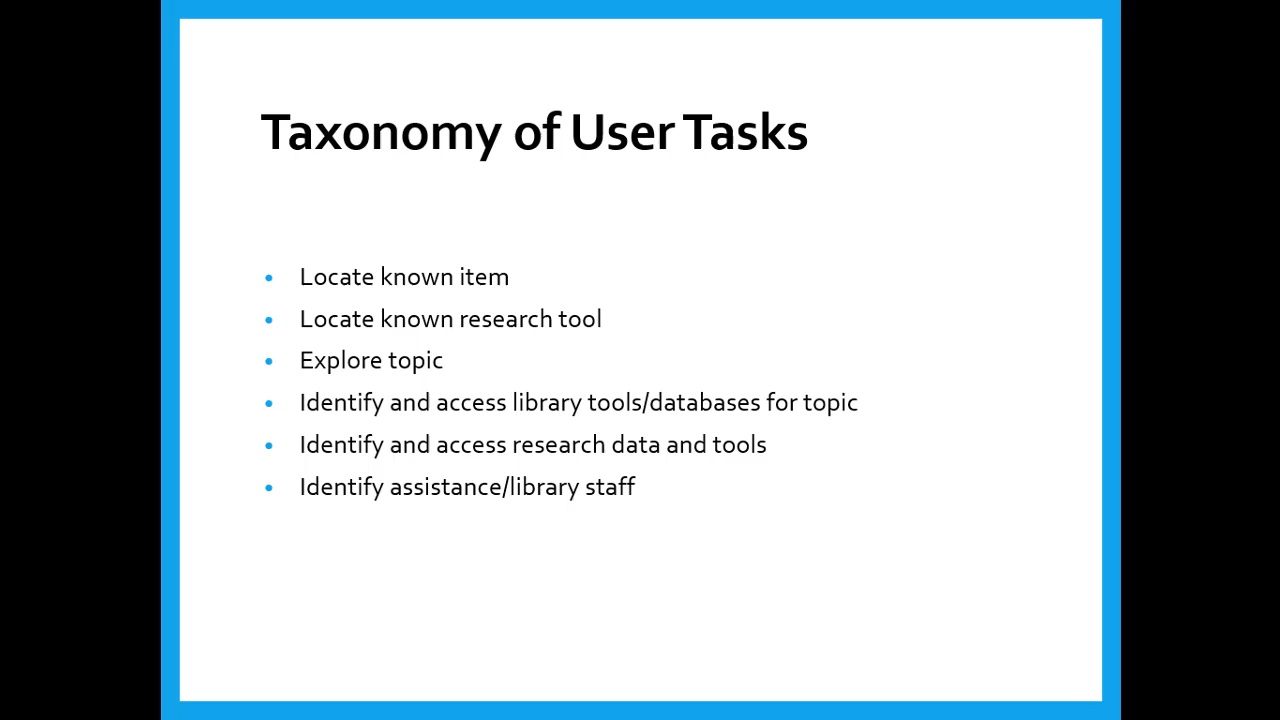 Taxonomy of User Tasks
• Locate known item
• Locate known research tool
• Explore topic
• Identify and access library tools/databases for topic
• Identify and access research data and tools
• Identify assistance/library staff